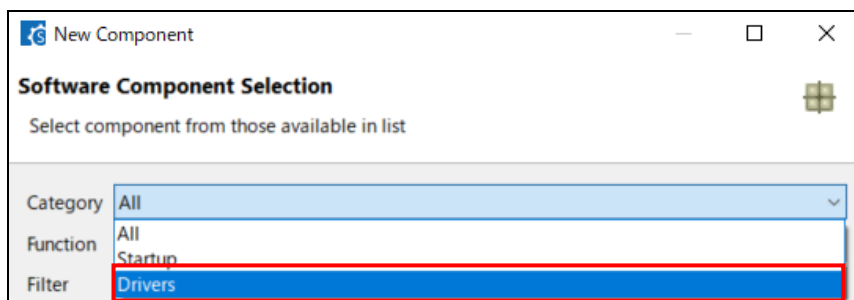 New Component
Software Component Selection
Select component from those available in list
Category All
Function All
Startup
Filter Drivers